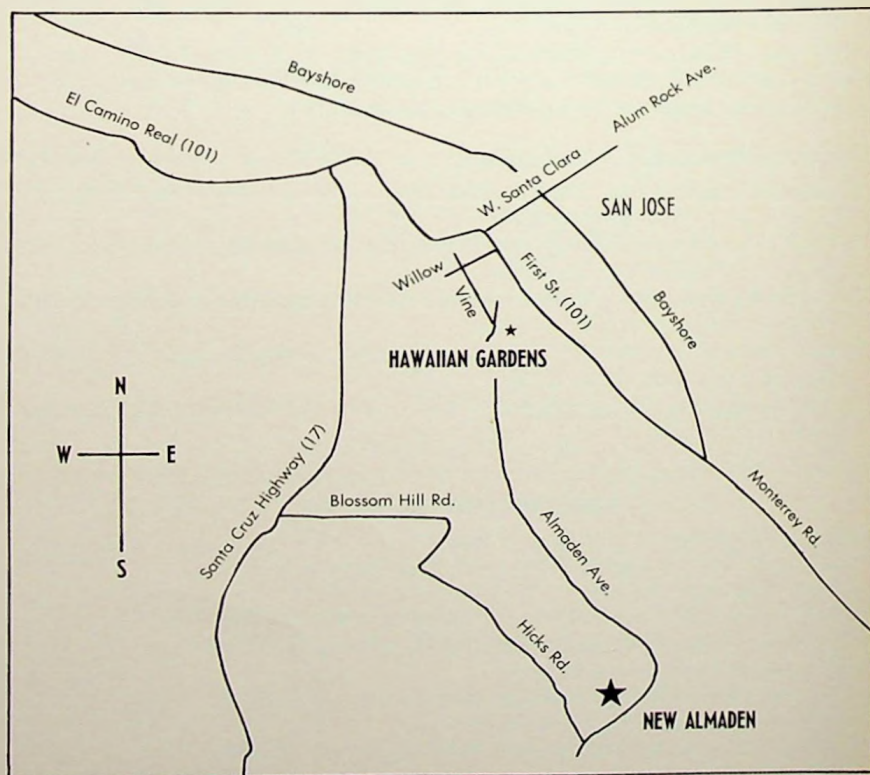 Bayshore
El Camino Real (101)
Alum Rock Ave.
W. Santa Clara
SAN JOSE
Willow
Vine
First St. (101)
Bayshore
HAWAIIAN GARDENS
N
W E
S
Santa Cruz Highway (17)
Blossom Hill Rd.
Almaden Ave.
Monterrey Rd.
Hicks Rd.
NEW ALMADEN